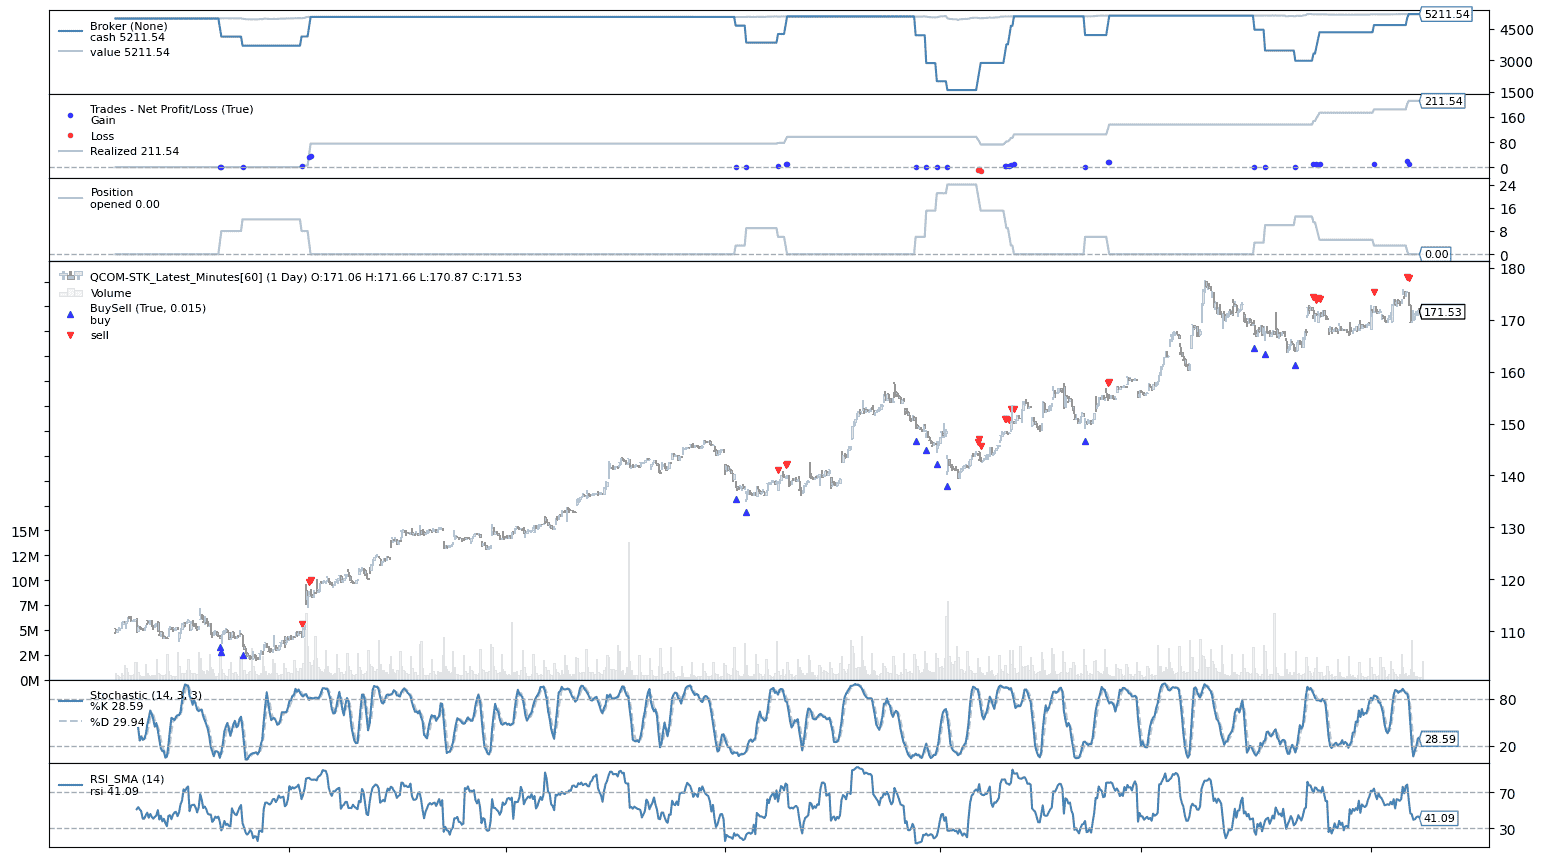 Broker (None)
cash 5211.54
value 5211.54
5211.54
4500
3000
1500
Trades - Net Profit/Loss (True)
Gain
Loss
Realized 211.54
211.54
160
80
0
Position
opened 0.00
24
16
8
0
0.00
QCOM-STK_Latest_Minutes[60] (1 Day) O:171.06 H:171.66 L:170.87 C:171.53
Volume
BuySell (True, 0.015)
buy
sell
180
171.53
170
160
150
140
130
120
110
15M
12M
10M
7M
5M
2M
0M
Stochastic (14, 3, 3)
%K 28.59
%D 29.94
80
28.59
20
RSI_SMA (14)
rsi 41.09
70
41.09
30